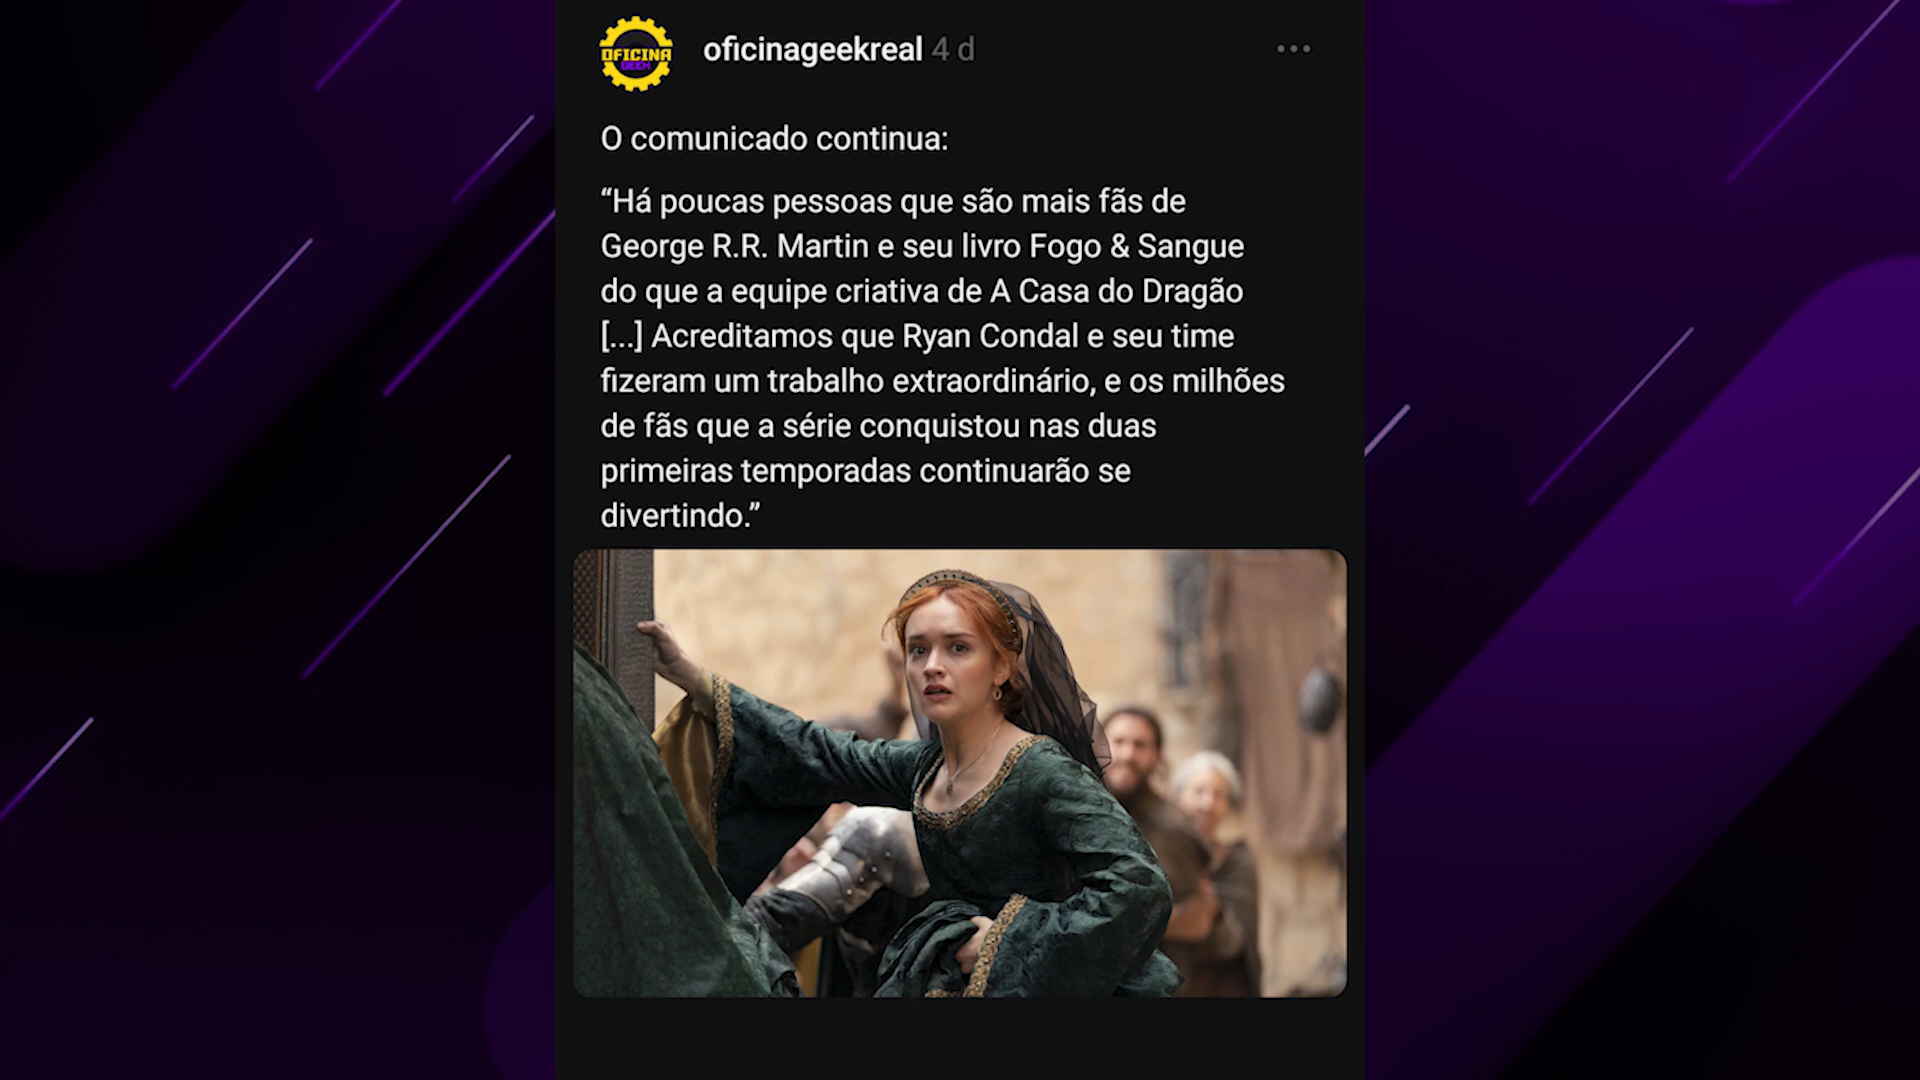 OFICINA
GEEK
oficinageekreal 4 d
O comunicado continua:
“Há poucas pessoas que são mais fãs de
George R.R. Martin e seu livro Fogo & Sangue
do que a equipe criativa de A Casa do Dragão
[...] Acreditamos que Ryan Condal e seu time
fizeram um trabalho extraordinário, e os milhões
de fãs que a série conquistou nas duas
primeiras temporadas continuarão se
divertindo.”